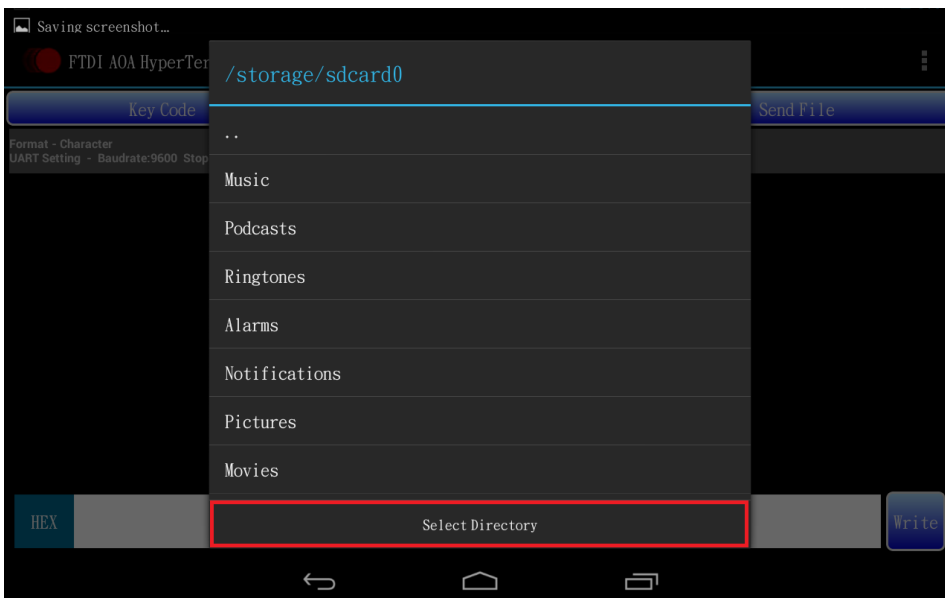 Saving screenshot…
FTDI AOA HyperTer
/storage/sdcard0
Key Code
Send File
..
Format - Character
UART Setting - Baudrate:9600 Stop
Music
Podcasts
Ringtones
Alarms
Notifications
Pictures
Movies
HEX
Select Directory
Write